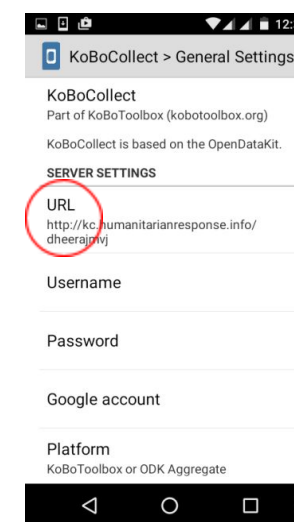 12:
KoBoCollect > General Settings
KoBoCollect
Part of KoBoToolbox (kobotoolbox.org)
KoBoCollect is based on the OpenDataKit.
SERVER SETTINGS
URL
http://kc.humanitarianresponse.info/
dheerajmvj
Username
Password
Google account
Platform
KoBoToolbox or ODK Aggregate